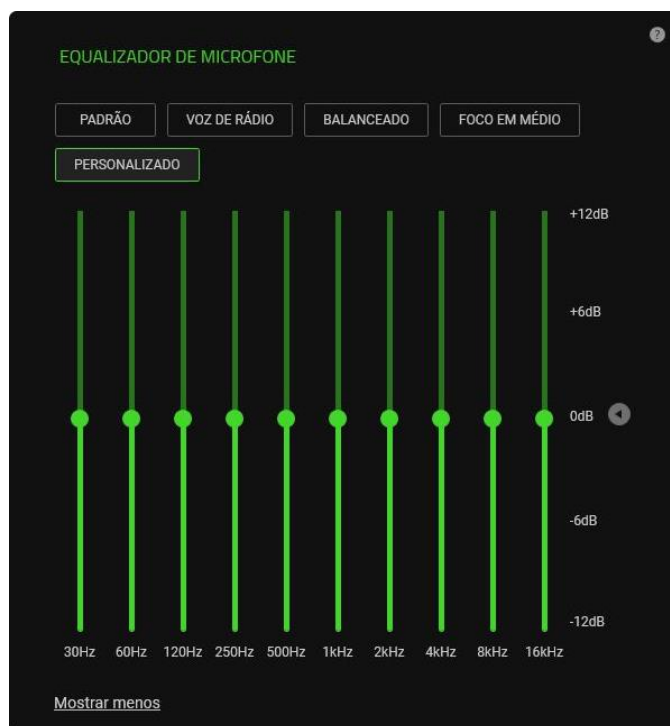 EQUALIZADOR DE MICROFONE
?
PADRÃO VOZ DE RÁDIO BALANCEADO FOCO EM MÉDIO
PERSONALIZADO
+12dB
+6dB
0dB
-6dB
-12dB
30Hz 60Hz 120Hz 250Hz 500Hz 1kHz 2kHz 4kHz 8kHz 16kHz
Mostrar menos